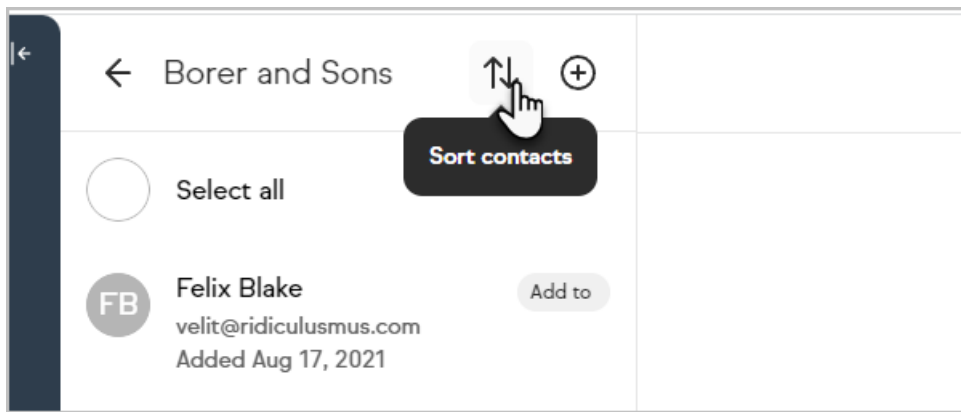 Borer and Sons
Sort contacts
Select all
FB
Felix Blake
Add to
velit@ridiculusmus.com
Added Aug 17, 2021